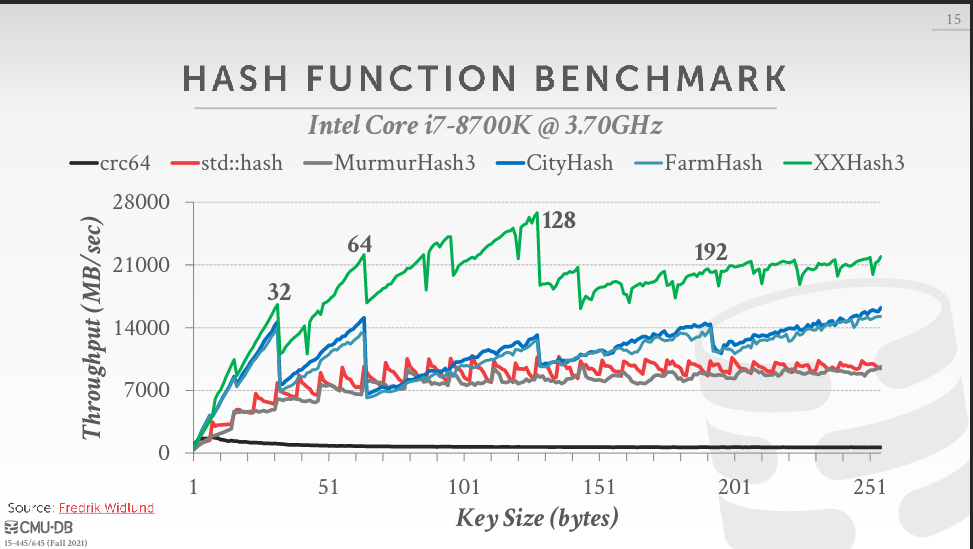 15
HASH FUNCTION BENCHMARK
Intel Core i7-8700K @ 3.70GHz
crc64 std::hash MurmurHash3 CityHash FarmHash XXHash3
Throughput (MB/sec)
28000
21000
14000
7000
0
32
64
128
192
1 51 101 151 201 251
Key Size (bytes)
Source: Fredrik Widlund
CMU·DB
15-445/645 (Fall 2021)